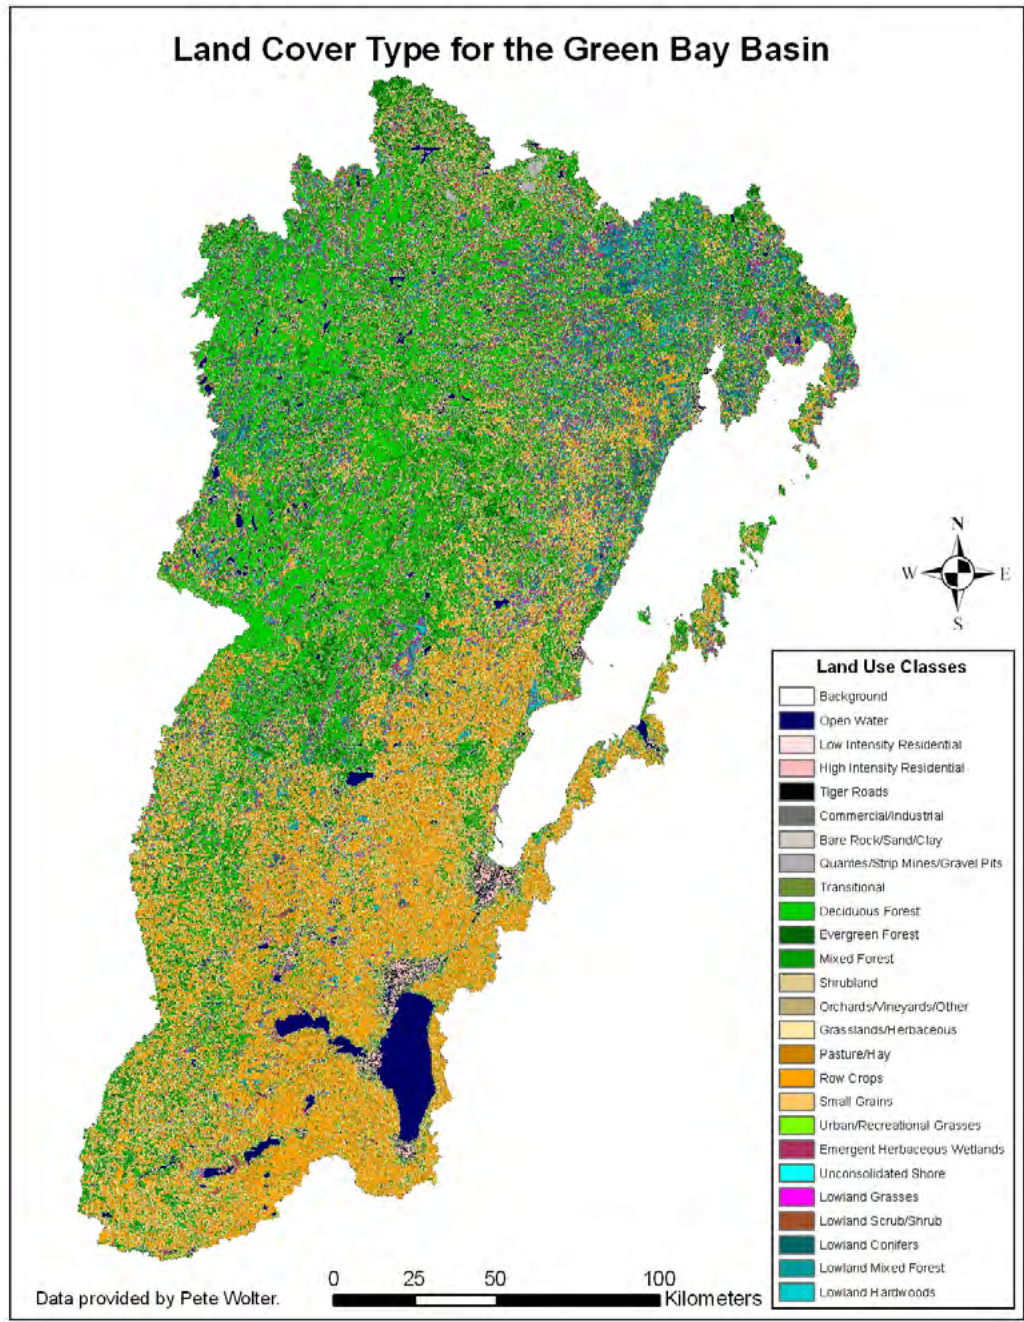 Land Cover Type for the Green Bay Basin
N
W E
S
Land Use Classes
Background
Open Water
Low Intensity Residential
High Intensity Residential
Tiger Roads
Commercial/Industrial
Bare Rock/Sand/Clay
Quarries/Strip Mines/Gravel Pits
Transitional
Deciduous Forest
Evergreen Forest
Mixed Forest
Shrubland
Orchards/Vineyards/Other
Grasslands/Herbaceous
Pasture/Hay
Row Crops
Small Grains
Urban/Recreational Grasses
Emergent Herbaceous Wetlands
Unconsolidated Shore
Lowland Grasses
Lowland Scrub/Shrub
Lowland Conifers
Lowland Mixed Forest
Lowland Hardwoods
0 25 50 100
Kilometers
Data provided by Pete Wolter.